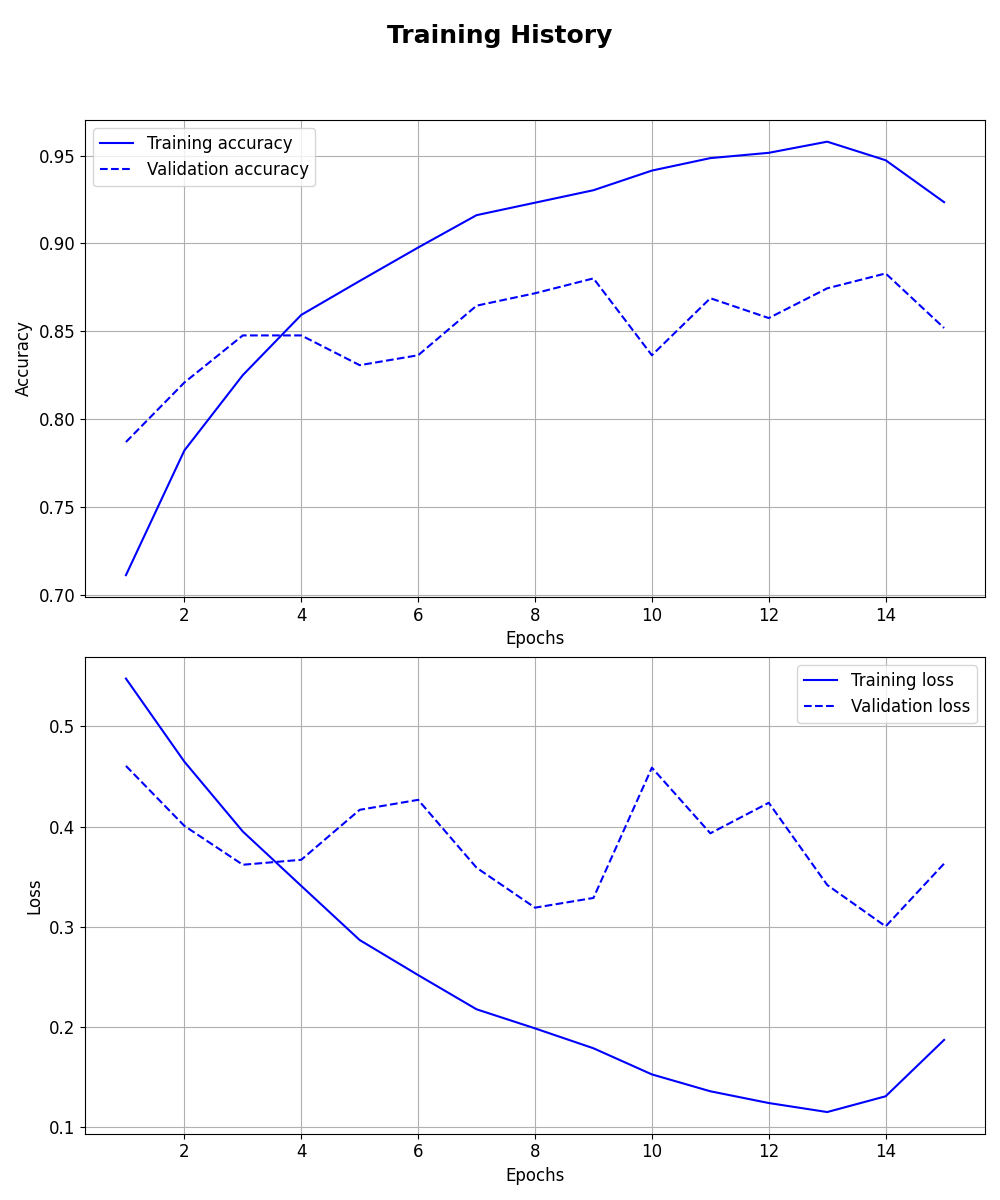 Training History
Training accuracy
Validation accuracy
0.95
0.90
0.85
0.80
0.75
0.70
Accuracy
2 4 6 8 10 12 14
Epochs
Training loss
Validation loss
0.5
0.4
0.3
0.2
0.1
Loss
2 4 6 8 10 12 14
Epochs